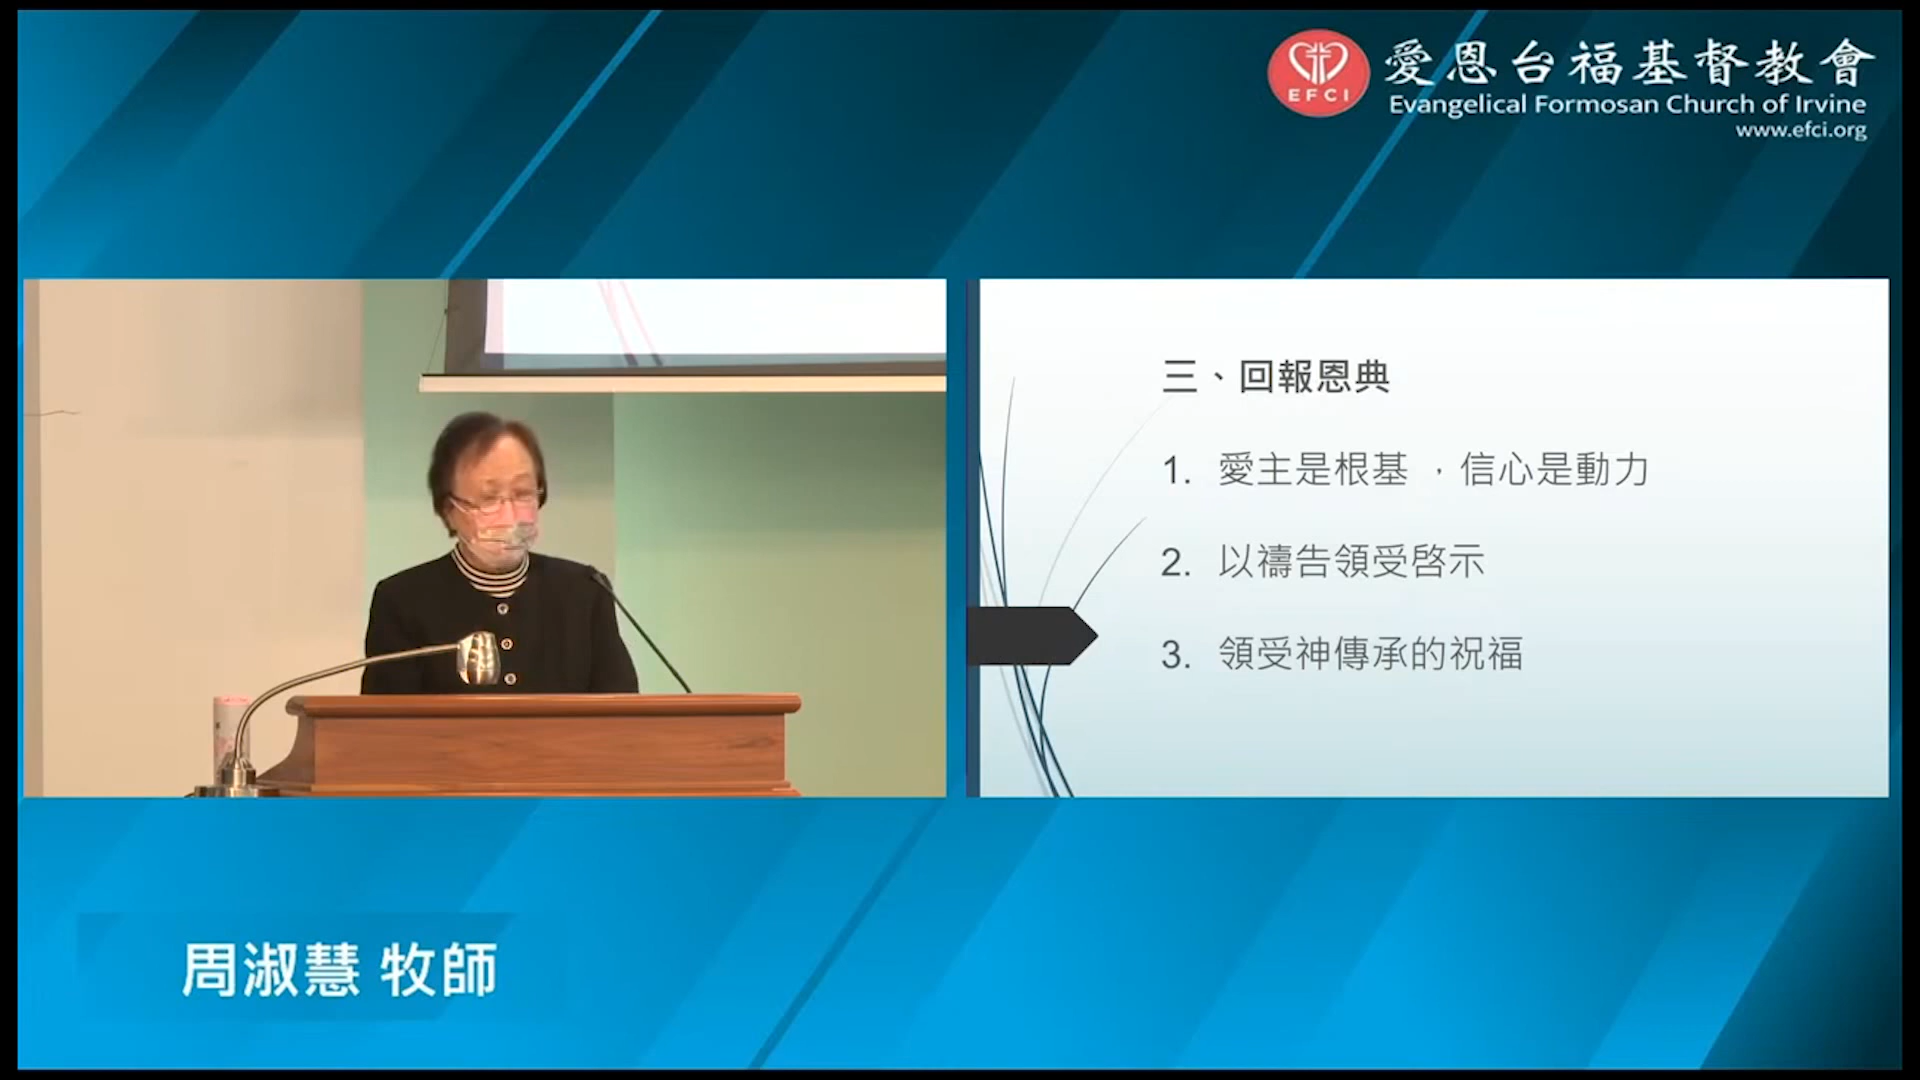 愛恩台福基督教會
EFCI
Evangelical Formosan Church of Irvine
www.efci.org
三、回報恩典
1. 愛主是根基 ，信心是動力
2. 以禱告領受啓示
3. 領受神傳承的祝福
周淑慧 牧師